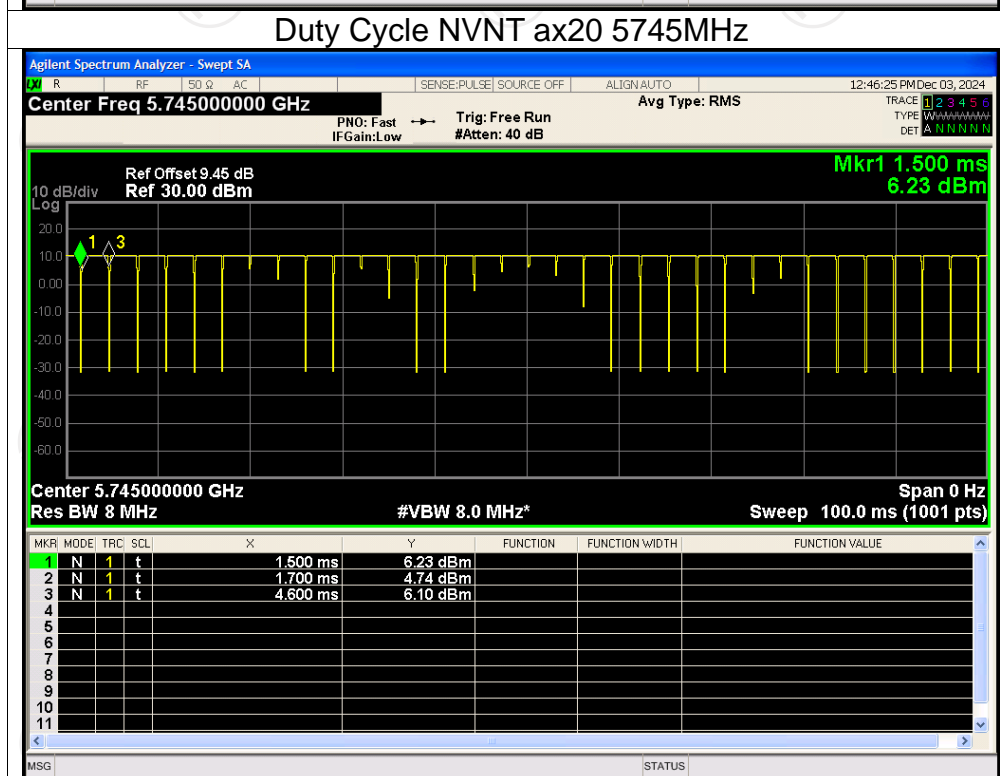 Duty Cycle NVNT ax20 5745MHz
Agilent Spectrum Analyzer - Swept SA
LXI R RF 50 Ω AC SENSE:PULSE SOURCE OFF ALIGN AUTO 12:46:25 PM Dec 03, 2024
Center Freq 5.745000000 GHz Avg Type: RMS TRACE 1 2 3 4 5 6
PNO: Fast Trig: Free Run TYPE WWWWWW
IFGain:Low #Atten: 40 dB DET A N N N N N
Mkr1 1.500 ms
Ref Offset 9.45 dB 6.23 dBm
10 dB/div Ref 30.00 dBm
Log
20.0
1 3
10.0
0.00
-10.0
-20.0
-30.0
-40.0
-50.0
-60.0
Center 5.745000000 GHz Span 0 Hz
Res BW 8 MHz #VBW 8.0 MHz* Sweep 100.0 ms (1001 pts)
MKR MODE TRC SCL X Y FUNCTION FUNCTION WIDTH FUNCTION VALUE
1 N 1 t 1.500 ms 6.23 dBm
2 N 1 t 1.700 ms 4.74 dBm
3 N 1 t 4.600 ms 6.10 dBm
4
5
6
7
8
9
10
11
MSG STATUS